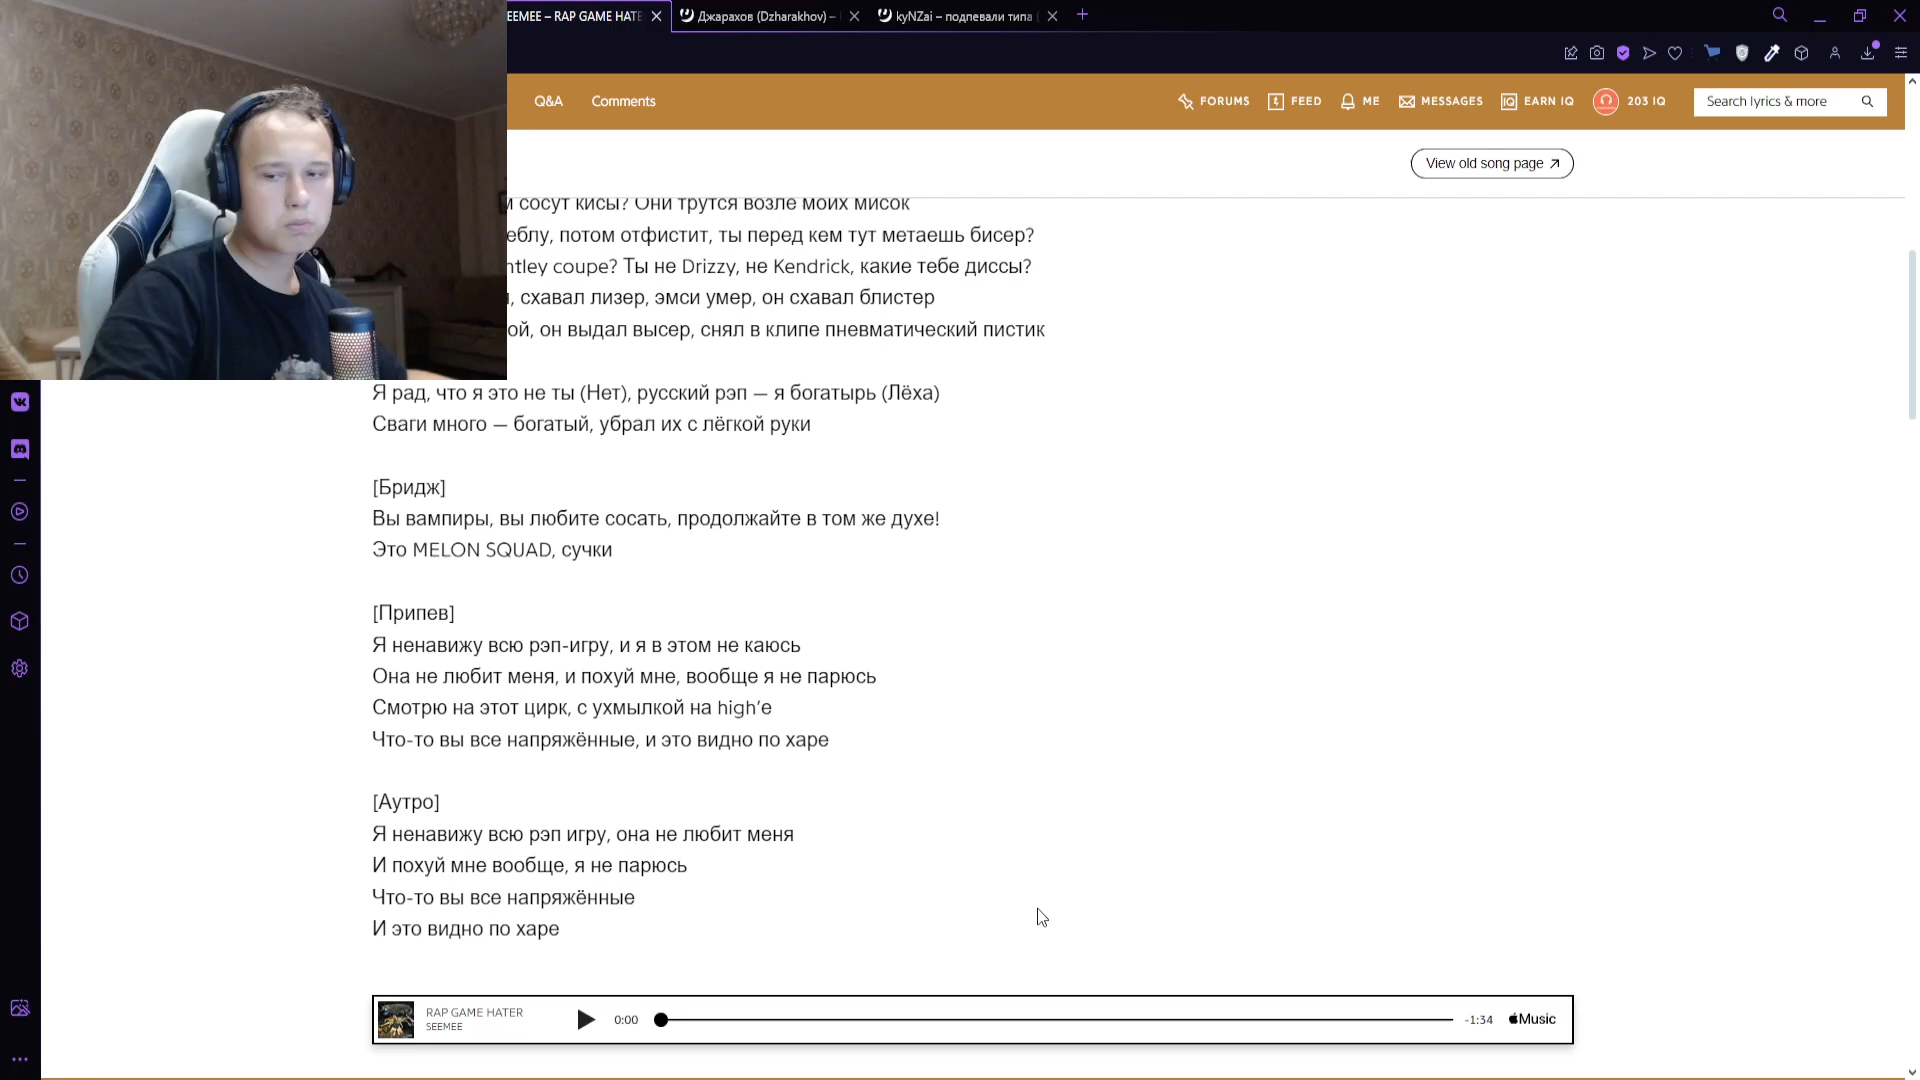 SEEMEE – RAP GAME HATE
Джарахов (Dzharakhov) –
kyNZai – подпевали типа
Q&A
Comments
FORUMS
FEED
ME
MESSAGES
EARN IQ
203 IQ
Search lyrics & more
View old song page
сосут кисы? Они трутся возле моих мисок
еблу, потом отфистит, ты перед кем тут метаешь бисер?
ntley coupe? Ты не Drizzy, не Kendrick, какие тебе диссы?
, схавал лизер, эмси умер, он схавал блистер
ой, он выдал высер, снял в клипе пневматический пистик
Я рад, что я это не ты (Нет), русский рэп — я богатырь (Лёха)
Сваги много — богатый, убрал их с лёгкой руки
[Бридж]
Вы вампиры, вы любите сосать, продолжайте в том же духе!
Это MELON SQUAD, сучки
[Припев]
Я ненавижу всю рэп-игру, и я в этом не каюсь
Она не любит меня, и похуй мне, вообще я не парюсь
Смотрю на этот цирк, с ухмылкой на high’е
Что-то вы все напряжённые, и это видно по харе
[Аутро]
Я ненавижу всю рэп игру, она не любит меня
И похуй мне вообще, я не парюсь
Что-то вы все напряжённые
И это видно по харе
RAP GAME HATER
SEEMEE
0:00
-1:34
Music